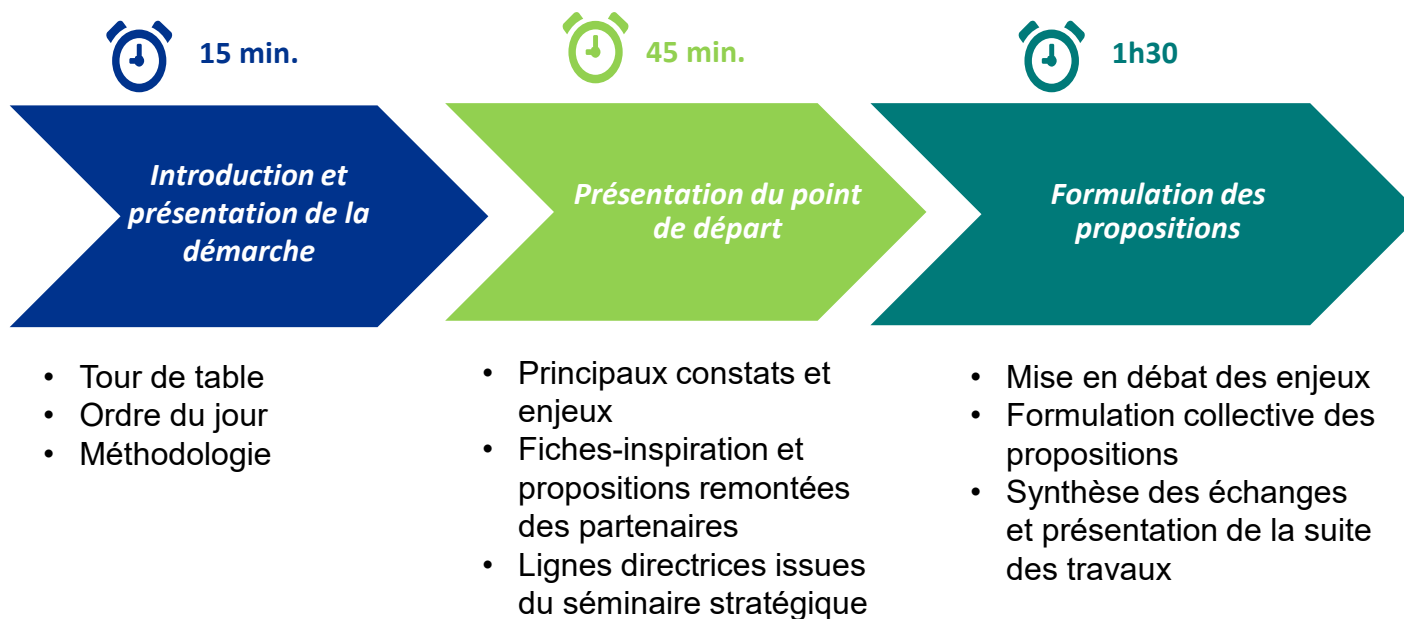 15 min.
45 min.
1h30
Introduction et
présentation de la
démarche
Présentation du point
de départ
Formulation des
propositions
• Tour de table
• Ordre du jour
• Méthodologie
• Principaux constats et
enjeux
• Fiches-inspiration et
propositions remontées
des partenaires
• Lignes directrices issues
du séminaire stratégique
• Mise en débat des enjeux
• Formulation collective des
propositions
• Synthèse des échanges
et présentation de la suite
des travaux